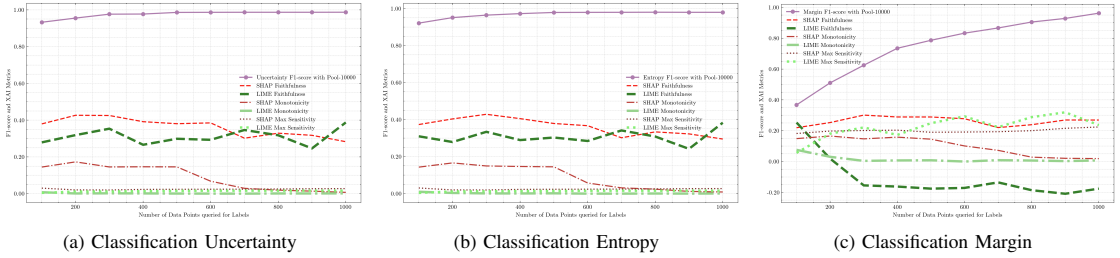 1.00
0.80
0.60
0.40
0.20
0.00
F1-score and XAI Metrics
200
400
600
800
1000
Number of Data Points queried for Labels
Uncertainty F1-score with Pool-10000
SHAP Faithfulness
LIME Faithfulness
SHAP Monotonicity
LIME Monotonicity
SHAP Max Sensitivity
LIME Max Sensitivity
(a) Classification Uncertainty
1.00
0.80
0.60
0.40
0.20
0.00
F1-score and XAI Metrics
200
400
600
800
1000
Number of Data Points queried for Labels
Entropy F1-score with Pool-10000
SHAP Faithfulness
LIME Faithfulness
SHAP Monotonicity
LIME Monotonicity
SHAP Max Sensitivity
LIME Max Sensitivity
(b) Classification Entropy
1.00
0.80
0.60
0.40
0.20
0.00
-0.20
F1-score and XAI Metrics
200
400
600
800
1000
Number of Data Points queried for Labels
Margin F1-score with Pool-10000
SHAP Faithfulness
LIME Faithfulness
SHAP Monotonicity
LIME Monotonicity
SHAP Max Sensitivity
LIME Max Sensitivity
(c) Classification Margin